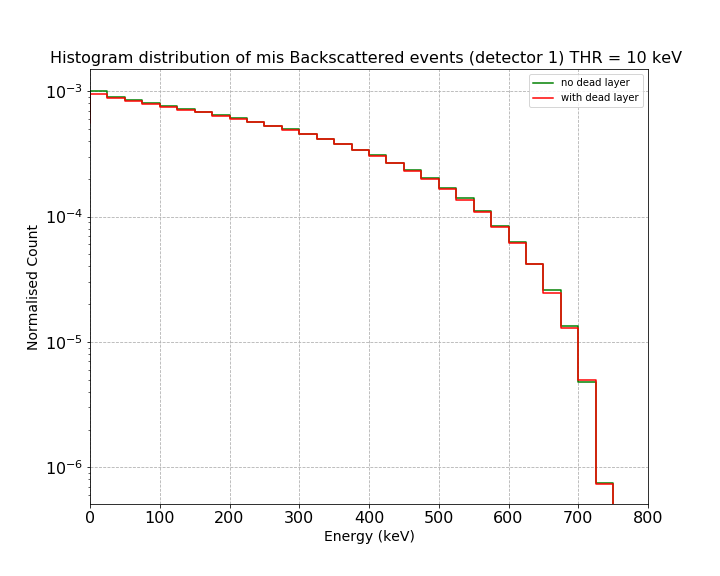 Histogram distribution of mis Backscattered events (detector 1) THR = 10 keV
no dead layer
with dead layer
Normalised Count
10⁻³
10⁻⁴
10⁻⁵
10⁻⁶
0 100 200 300 400 500 600 700 800
Energy (keV)